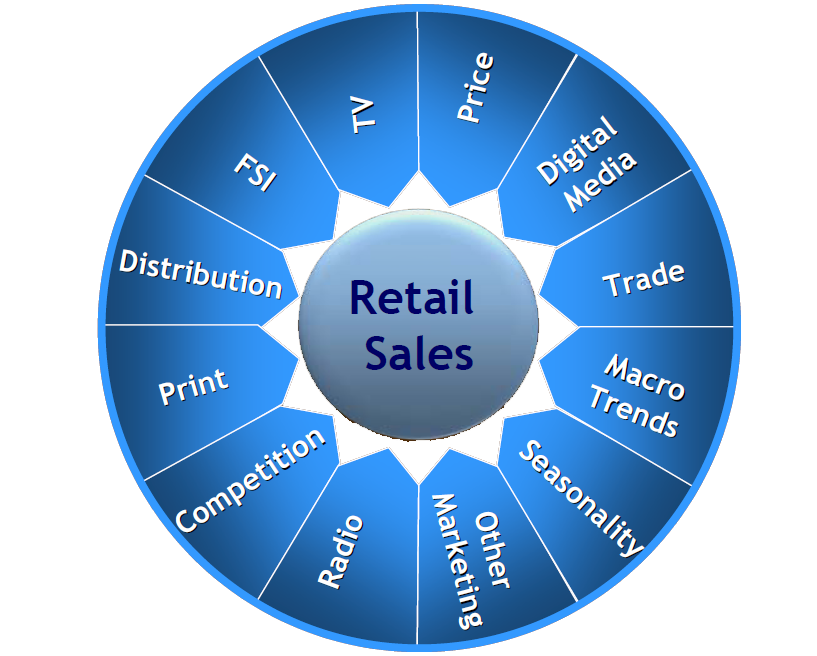 Retail
Sales
Price
Digital
Media
Trade
Macro
Trends
Seasonality
Other
Marketing
Radio
Competition
Print
Distribution
FSI
TV